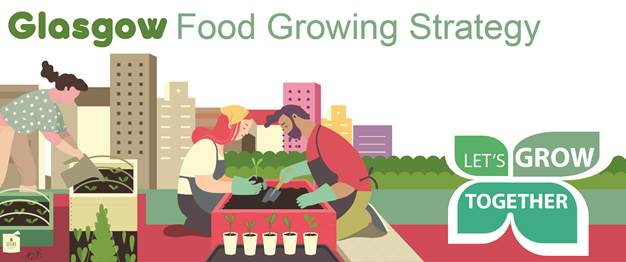 Glasgow Food Growing Strategy
LET'S GROW
TOGETHER